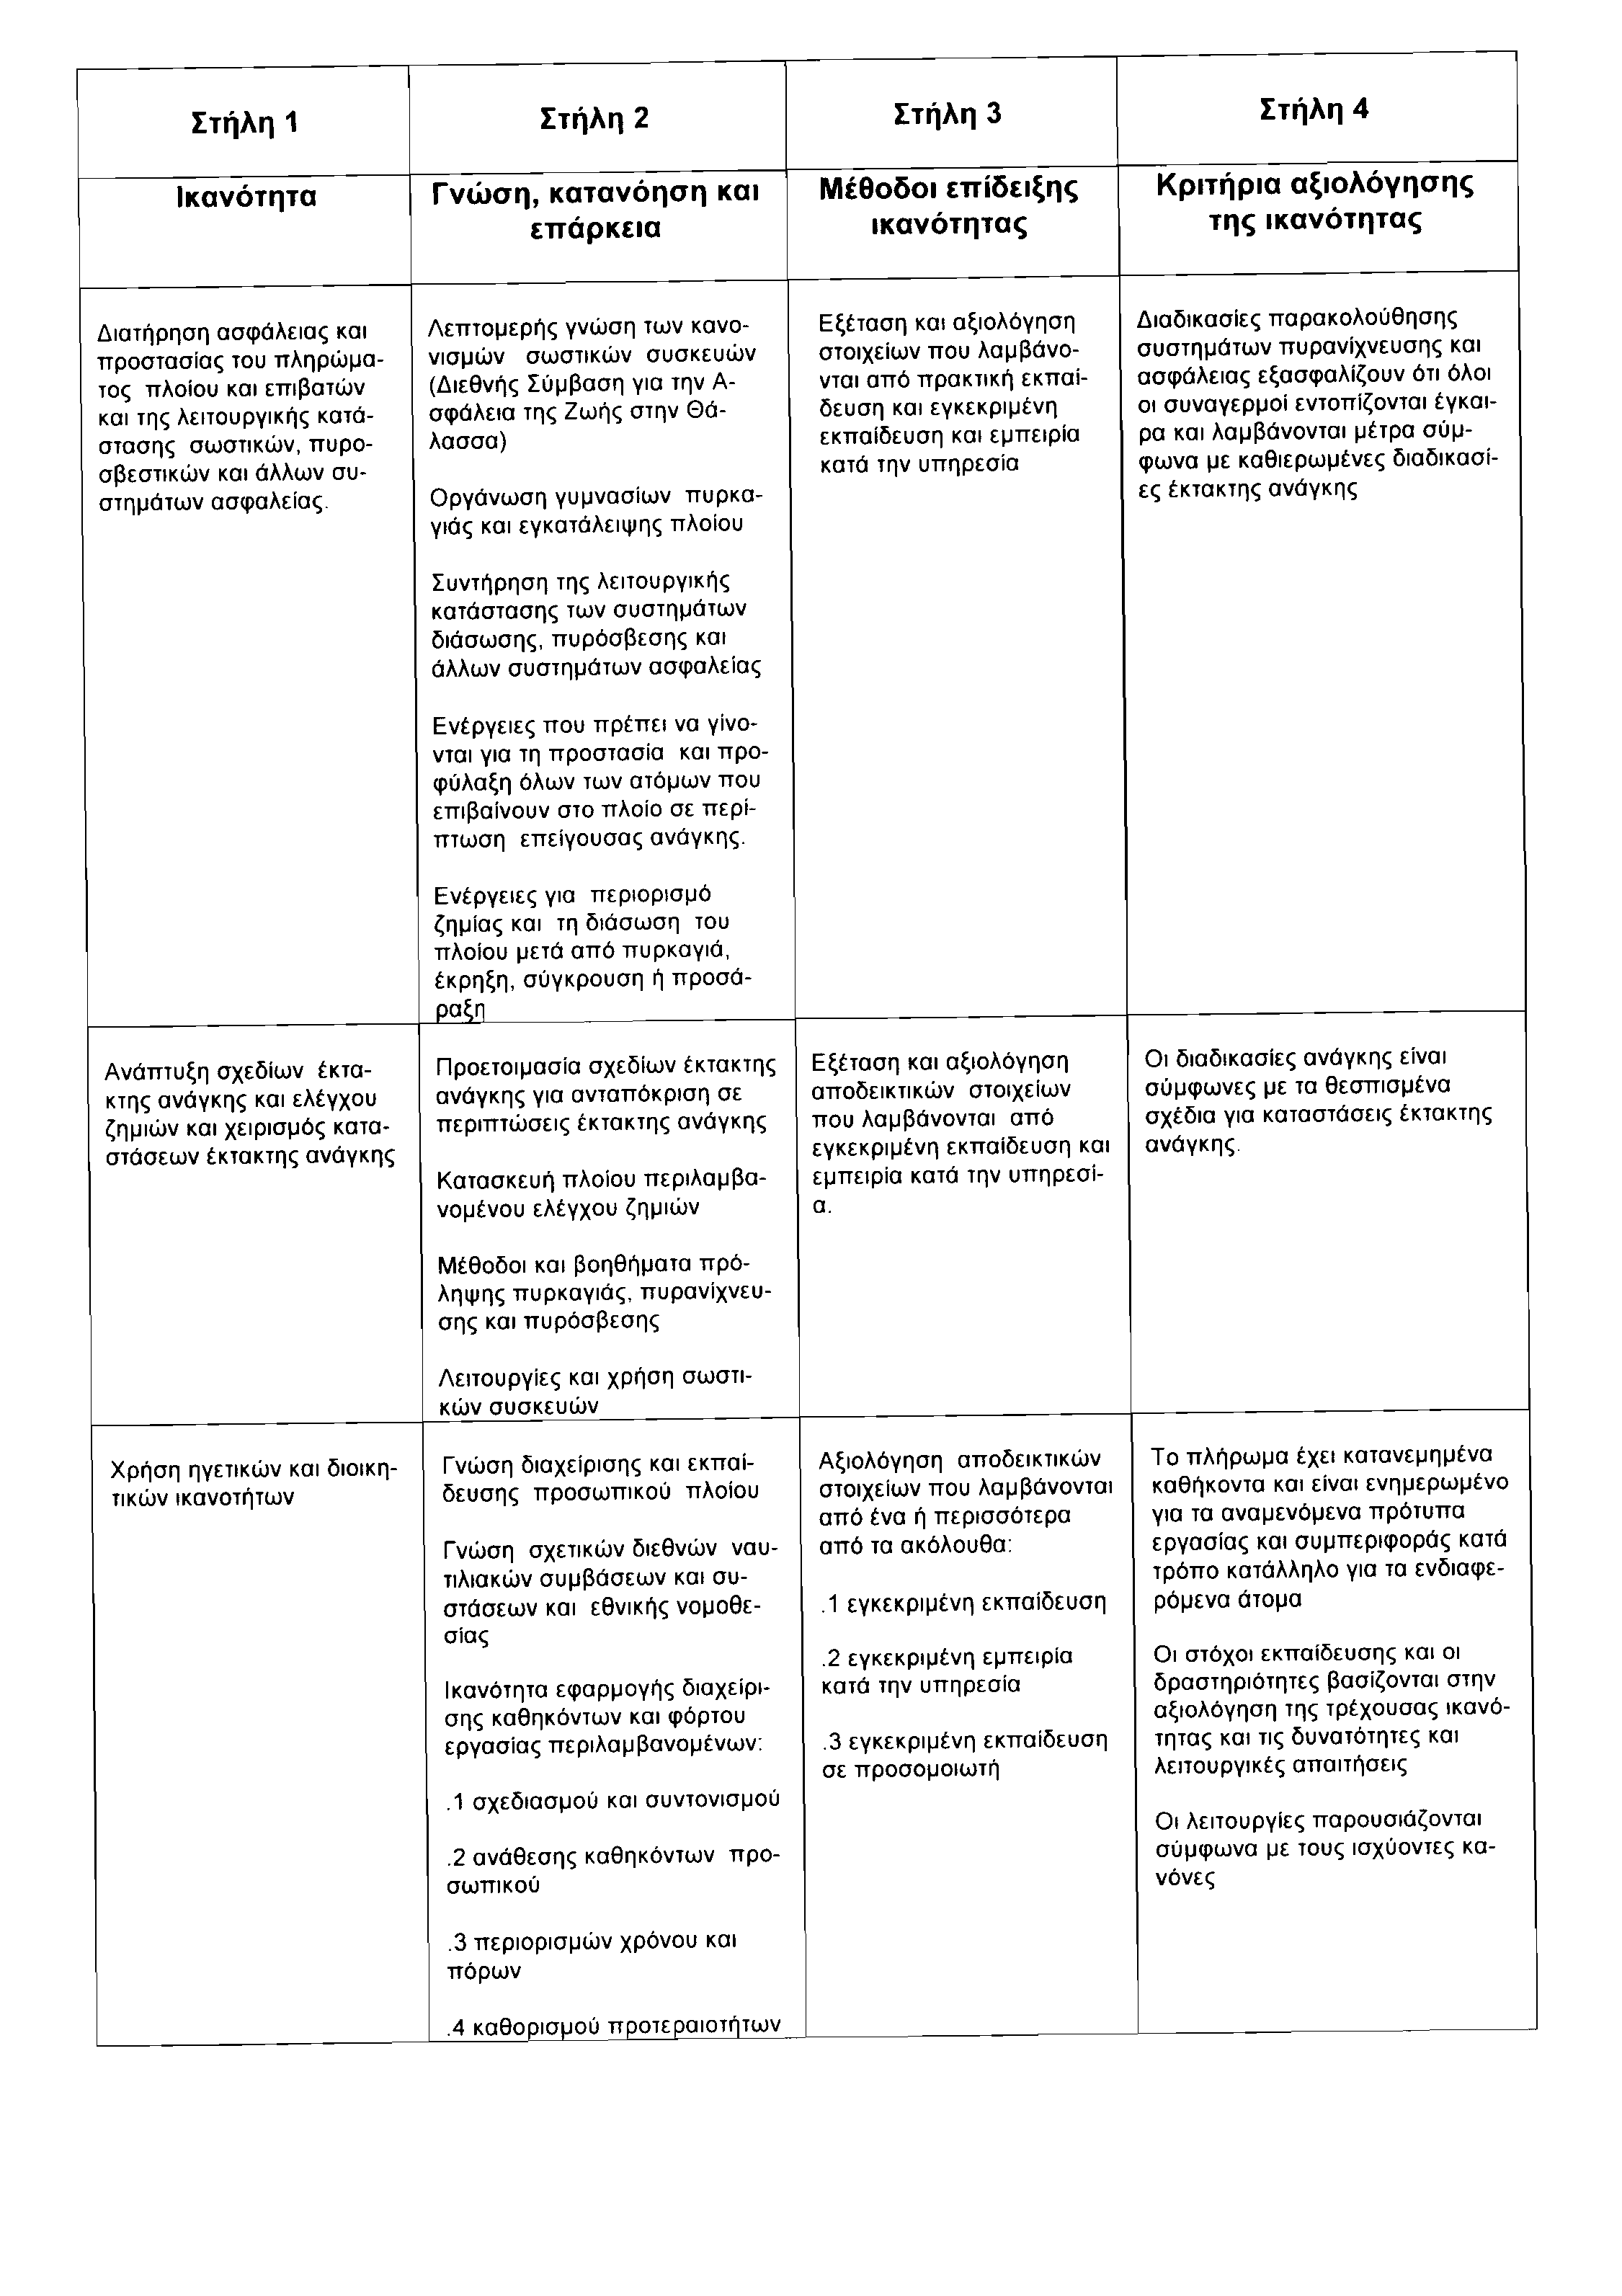 Στήλη 1
Στήλη 2
Στήλη 3
Στήλη 4
Ικανότητα
Γνώση, κατανόηση και
επάρκεια
Μέθοδοι επίδειξης
ικανότητας
Κριτήρια αξιολόγησης
της ικανότητας
Διατήρηση ασφάλειας και
προστασίας του πληρώμα-
τος πλοίου και επιβατών
και της λειτουργικής κατά-
στασης σωστικών, πυρο-
σβεστικών και άλλων συ-
στημάτων ασφαλείας.
Λεπτομερής γνώση των κανο-
νισμών σωστικών συσκευών
(Διεθνής Σύμβαση για την Α-
σφάλεια της Ζωής στην Θά-
λασσα)
Οργάνωση γυμνασίων πυρκα-
γιάς και εγκατάλειψης πλοίου
Συντήρηση της λειτουργικής
κατάστασης των συστημάτων
διάσωσης, πυρόσβεσης και
άλλων συστημάτων ασφαλείας
Ενέργειες που πρέπει να γίνο-
νται για τη προστασία και προ-
φύλαξη όλων των ατόμων που
επιβαίνουν στο πλοίο σε περί-
πτωση επείγουσας ανάγκης.
Ενέργειες για περιορισμό
ζημίας και τη διάσωση του
πλοίου μετά από πυρκαγιά,
έκρηξη, σύγκρουση ή προσά-
ραξη
Εξέταση και αξιολόγηση
στοιχείων που λαμβάνο-
νται από πρακτική εκπαί-
δευση και εγκεκριμένη
εκπαίδευση και εμπειρία
κατά την υπηρεσία
Διαδικασίες παρακολούθησης
συστημάτων πυρανίχνευσης και
ασφάλειας εξασφαλίζουν ότι όλοι
οι συναγερμοί εντοπίζονται έγκαι-
ρα και λαμβάνονται μέτρα σύμ-
φωνα με καθιερωμένες διαδικασί-
ες έκτακτης ανάγκης
Ανάπτυξη σχεδίων έκτα-
κτης ανάγκης και ελέγχου
ζημιών και χειρισμός κατα-
στάσεων έκτακτης ανάγκης
Προετοιμασία σχεδίων έκτακτης
ανάγκης για ανταπόκριση σε
περιπτώσεις έκτακτης ανάγκης
Κατασκευή πλοίου περιλαμβα-
νομένου ελέγχου ζημιών
Μέθοδοι και βοηθήματα πρό-
ληψης πυρκαγιάς, πυρανίχνευ-
σης και πυρόσβεσης
Λειτουργίες και χρήση σωστι-
κών συσκευών
Εξέταση και αξιολόγηση
αποδεικτικών στοιχείων
που λαμβάνονται από
εγκεκριμένη εκπαίδευση και
εμπειρία κατά την υπηρεσί-
α.
Οι διαδικασίες ανάγκης είναι
σύμφωνες με τα θεσπισμένα
σχέδια για καταστάσεις έκτακτης
ανάγκης.
Χρήση ηγετικών και διοικη-
τικών ικανοτήτων
Γνώση διαχείρισης και εκπαί-
δευσης προσωπικού πλοίου
Γνώση σχετικών διεθνών ναυ-
τιλιακών συμβάσεων και συ-
στάσεων και εθνικής νομοθε-
σίας
Ικανότητα εφαρμογής διαχείρι-
σης καθηκόντων και φόρτου
εργασίας περιλαμβανομένων:
.1 σχεδιασμού και συντονισμού
.2 ανάθεσης καθηκόντων προ-
σωπικού
.3 περιορισμών χρόνου και
πόρων
.4 καθορισμού προτεραιοτήτων
Αξιολόγηση αποδεικτικών
στοιχείων που λαμβάνονται
από ένα ή περισσότερα
από τα ακόλουθα:
.1 εγκεκριμένη εκπαίδευση
.2 εγκεκριμένη εμπειρία
κατά την υπηρεσία
.3 εγκεκριμένη εκπαίδευση
σε προσομοιωτή
Το πλήρωμα έχει κατανεμημένα
καθήκοντα και είναι ενημερωμένο
για τα αναμενόμενα πρότυπα
εργασίας και συμπεριφοράς κατά
τρόπο κατάλληλο για τα ενδιαφε-
ρόμενα άτομα
Οι στόχοι εκπαίδευσης και οι
δραστηριότητες βασίζονται στην
αξιολόγηση της τρέχουσας ικανό-
τητας και τις δυνατότητες και
λειτουργικές απαιτήσεις
Οι λειτουργίες παρουσιάζονται
σύμφωνα με τους ισχύοντες κα-
νόνες